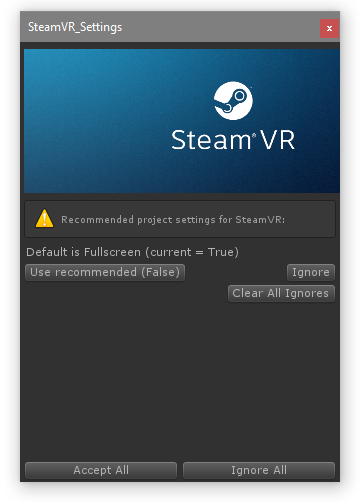 SteamVR_Settings
x
Steam®VR
Recommended project settings for SteamVR:
Default is Fullscreen (current = True)
Use recommended (False) Ignore
Clear All Ignores
Accept All Ignore All